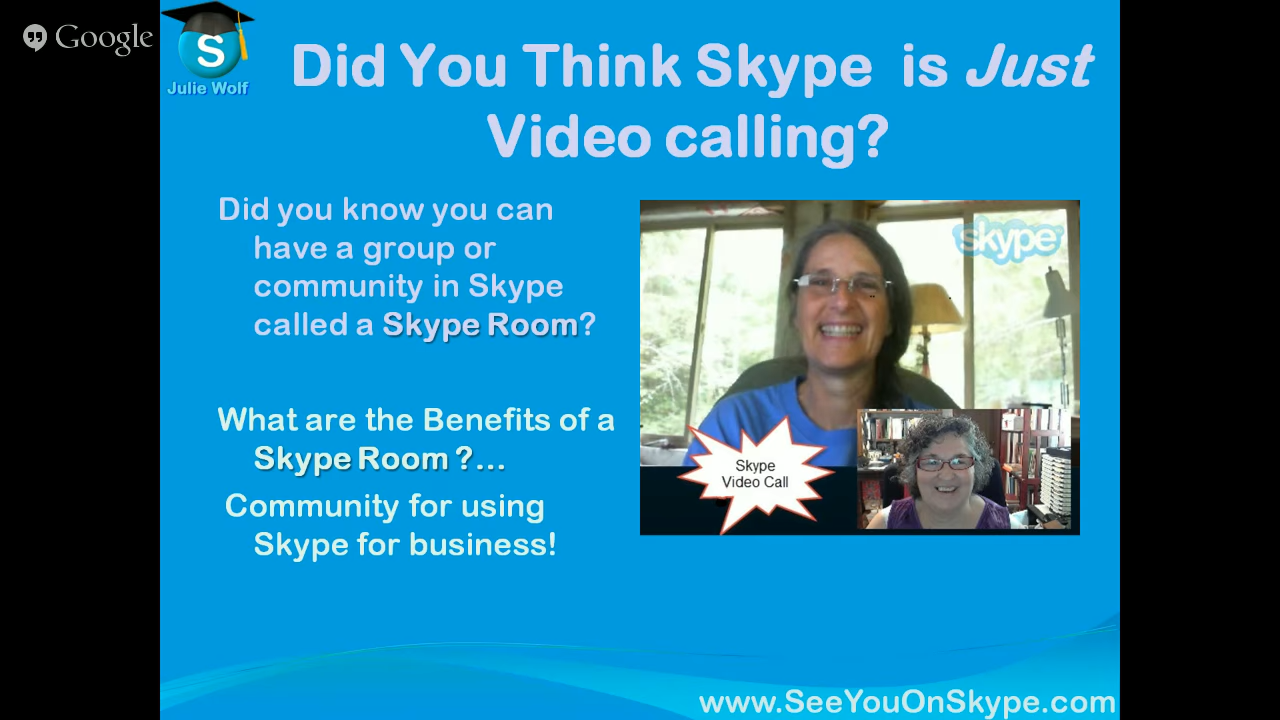 Google
S
Julie Wolf
Did You Think Skype is Just
Video calling?
Did you know you can
have a group or
community in Skype
called a Skype Room?
What are the Benefits of a
Skype Room ?...
Community for using
Skype for business!
skype
Skype
Video Call
www.SeeYouOnSkype.com